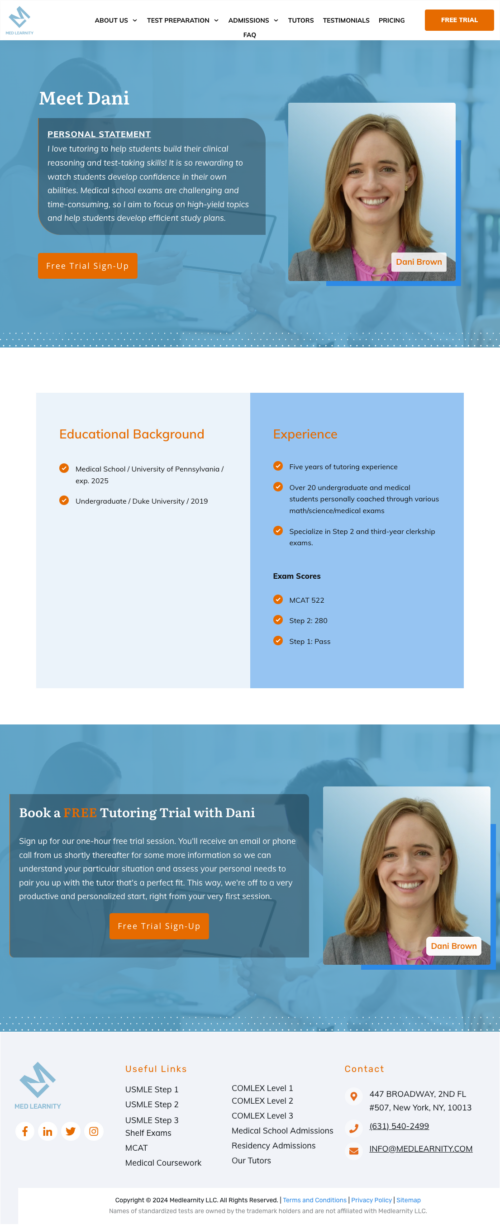 MED LEARNITY
ABOUT US
TEST PREPARATION
ADMISSIONS
TUTORS
TESTIMONIALS
PRICING
FAQ
FREE TRIAL
Meet Dani
PERSONAL STATEMENT
I love tutoring to help students build their clinical
reasoning and test-taking skills! It is so rewarding to
watch students develop confidence in their own
abilities. Medical school exams are challenging and
time-consuming, so I aim to focus on high-yield topics
and help students develop efficient study plans.
Free Trial Sign-Up
Dani Brown
Educational Background
Medical School / University of Pennsylvania /
exp. 2025
Undergraduate / Duke University / 2019
Experience
Five years of tutoring experience
Over 20 undergraduate and medical
students personally coached through various
math/science/medical exams
Specialize in Step 2 and third-year clerkship
exams.
Exam Scores
MCAT 522
Step 2: 280
Step 1: Pass
Book a FREE Tutoring Trial with Dani
Sign up for our one-hour free trial session. You'll receive an email or phone
call from us shortly thereafter for some more information so we can
understand your particular situation and assess your personal needs to
pair you up with the tutor that's a perfect fit. This way, we're off to a very
productive and personalized start, right from your very first session.
Free Trial Sign-Up
Dani Brown
MED LEARNITY
Useful Links
USMLE Step 1
USMLE Step 2
USMLE Step 3
Shelf Exams
MCAT
Medical Coursework
COMLEX Level 1
COMLEX Level 2
COMLEX Level 3
Medical School Admissions
Residency Admissions
Our Tutors
Contact
447 BROADWAY, 2ND FL
#507, New York, NY, 10013
(631) 540-2499
INFO@MEDLEARNITY.COM
Copyright © 2024 Medlearnity LLC. All Rights Reserved. | Terms and Conditions | Privacy Policy | Sitemap
Names of standardized tests are owned by the trademark holders and are not affiliated with Medlearnity LLC.